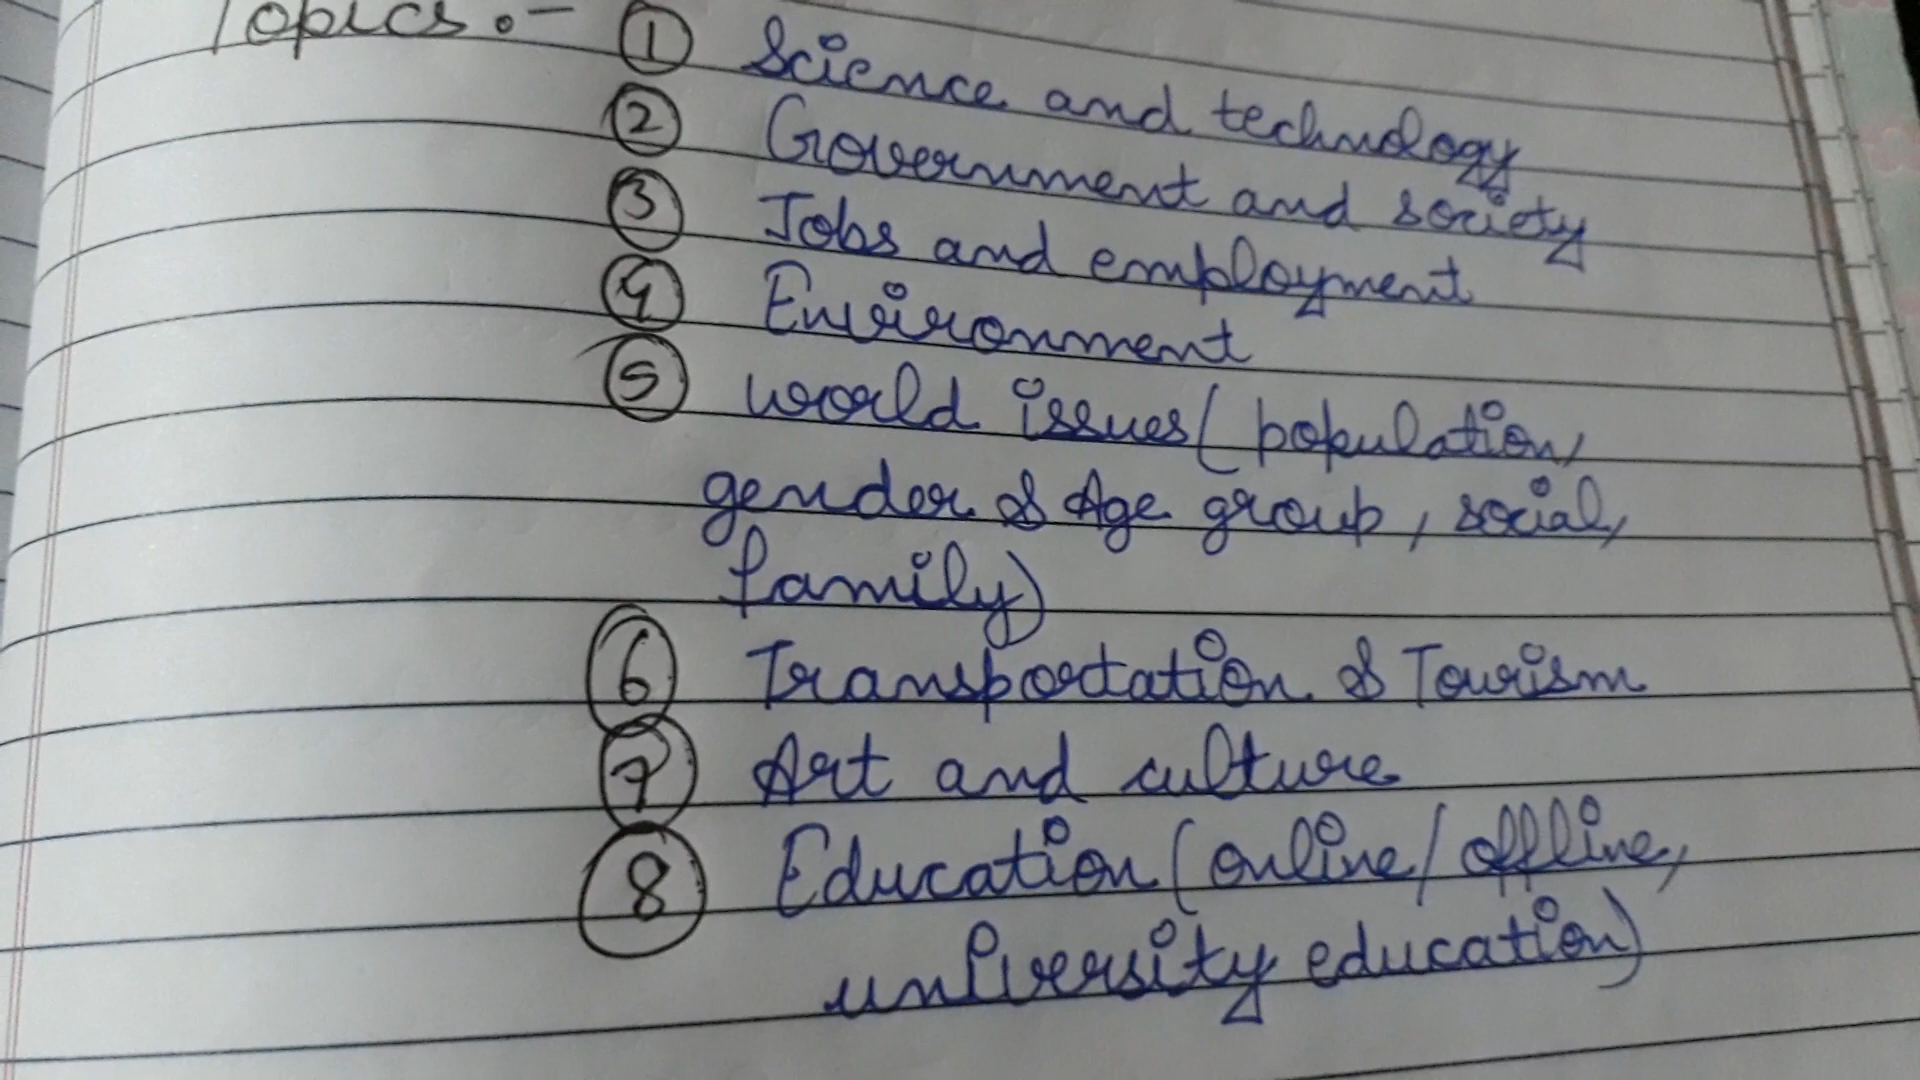 Topics:- ① Science and technology
② Government and society
③ Jobs and employment
④ Environment
⑤ world issues (population,
gender & Age group, social,
family)
⑥ Transportation & Tourism
⑦ Art and culture
⑧ Education (online/offline,
university education)